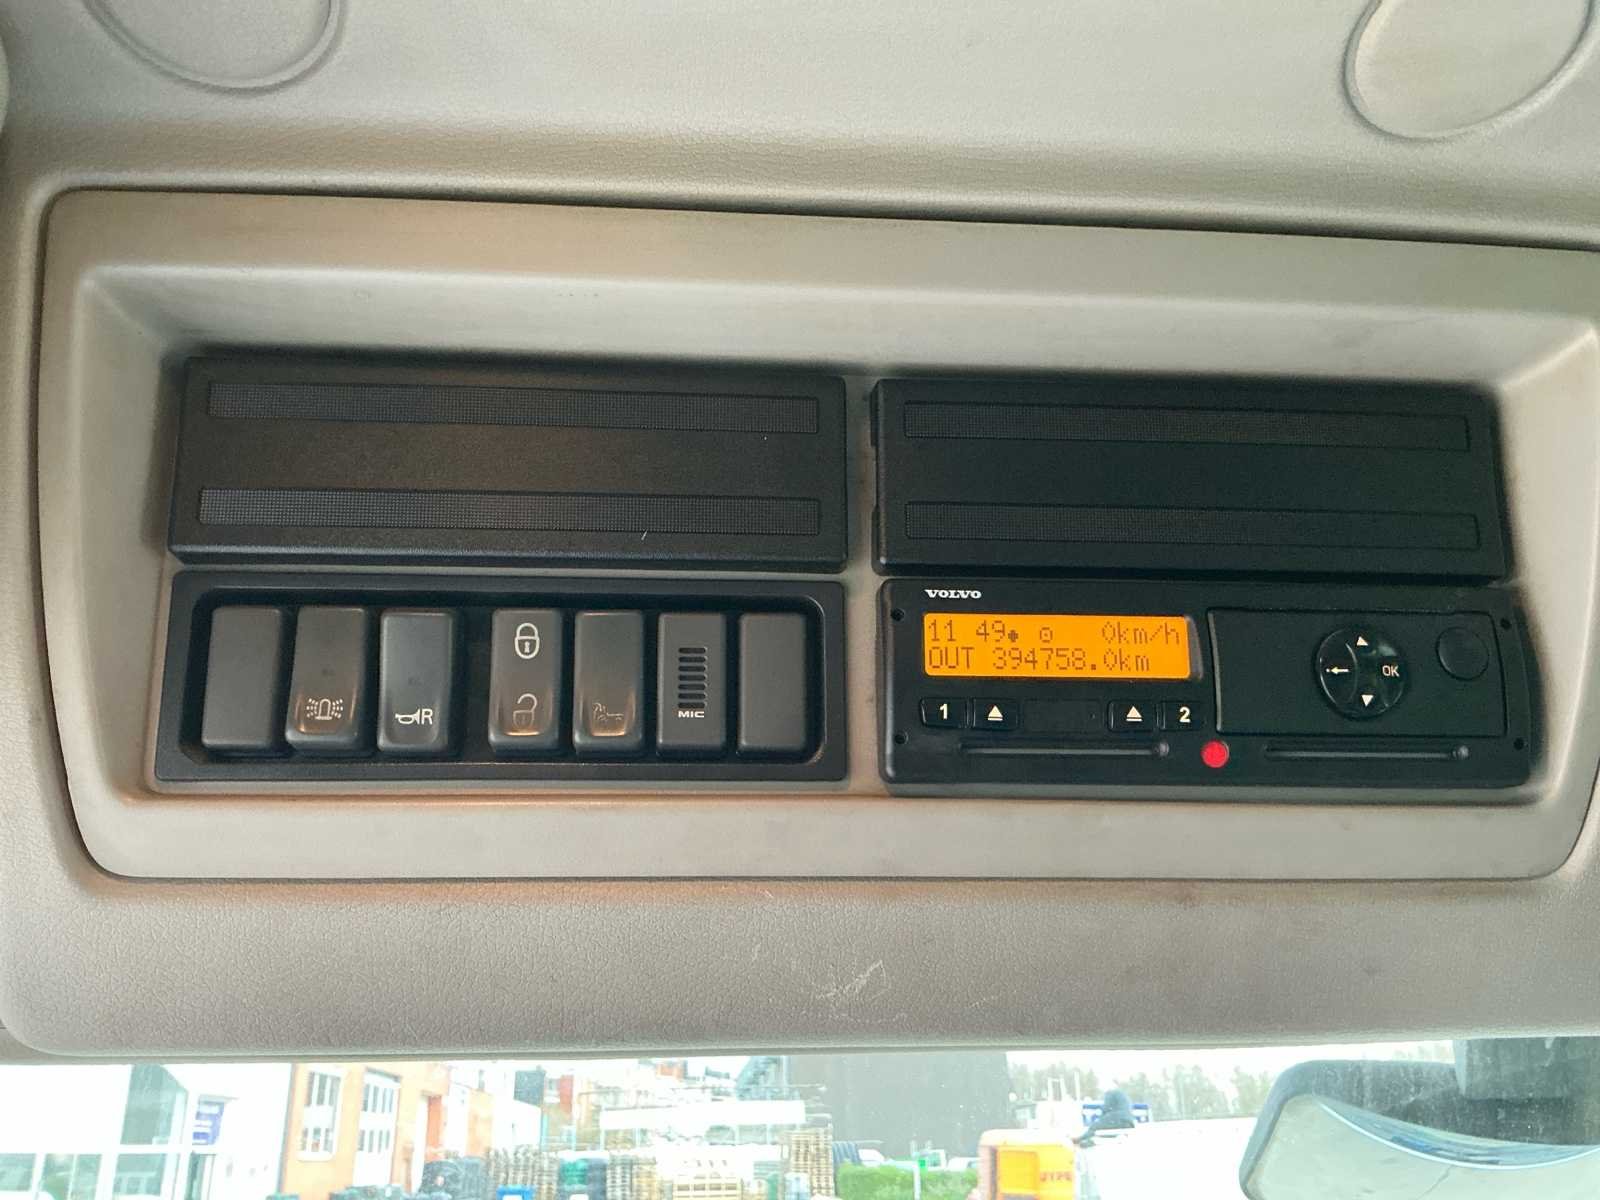 VOLVO
11 49 0km/h
OUT 394758.0km
OK
1
2
R
MIC